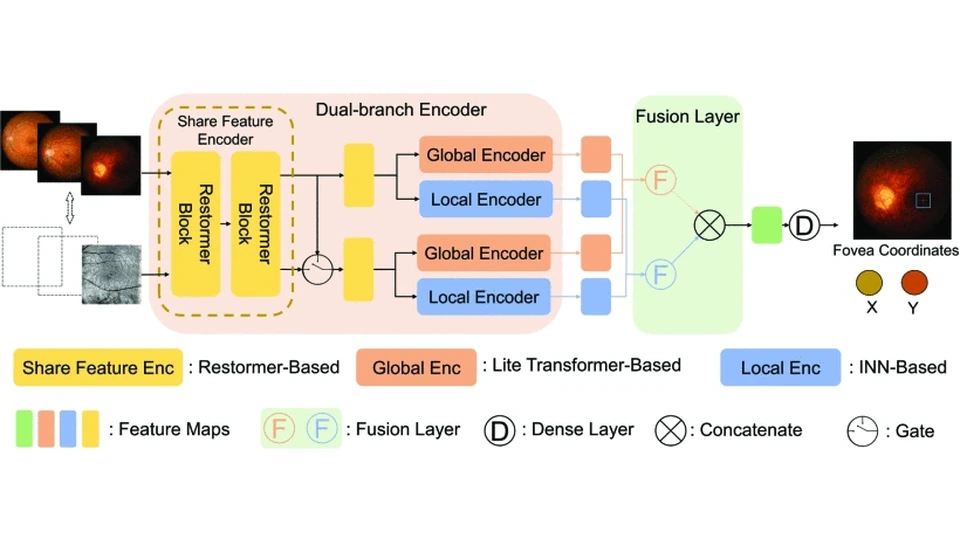 Dual-branch Encoder
Share Feature
Encoder
Restormer
Block
Restormer
Block
Global Encoder
Local Encoder
Global Encoder
Local Encoder
Fusion Layer
F
F
D
Fovea Coordinates
X Y
Share Feature Enc : Restormer-Based
Global Enc : Lite Transformer-Based
Local Enc : INN-Based
: Feature Maps
F F : Fusion Layer
D : Dense Layer
: Concatenate
: Gate